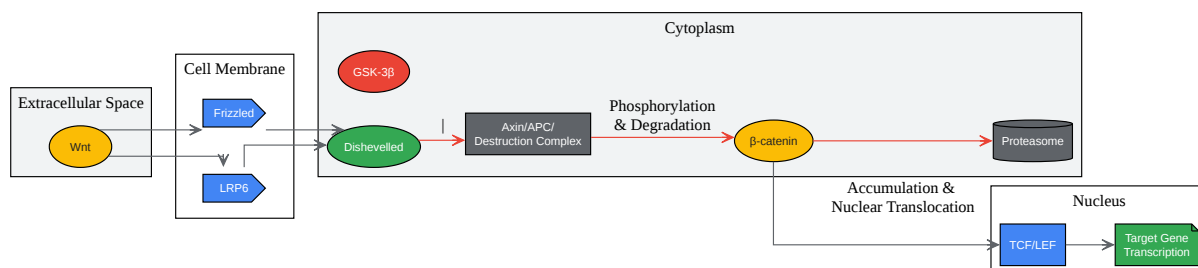 Cytoplasm
Cell Membrane
GSK-3β
Extracellular Space
Frizzled
Phosphorylation
& Degradation
Axin/APC/
Destruction Complex
Wnt
Dishevelled
β-catenin
Proteasome
LRP6
Accumulation &
Nuclear Translocation
Nucleus
TCF/LEF
Target Gene
Transcription